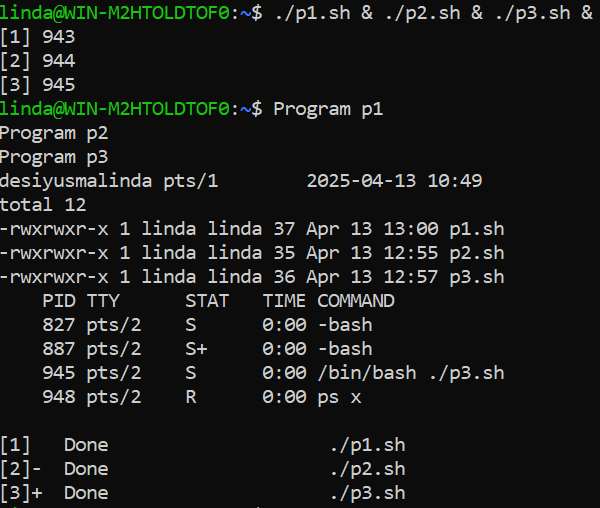 linda@WIN-M2HTOLDTOF0:~$ ./p1.sh & ./p2.sh & ./p3.sh &
[1] 943
[2] 944
[3] 945
linda@WIN-M2HTOLDTOF0:~$ Program p1
Program p2
Program p3
desiyusmalinda pts/1        2025-04-13 10:49
total 12
-rwxrwxr-x 1 linda linda 37 Apr 13 13:00 p1.sh
-rwxrwxr-x 1 linda linda 35 Apr 13 12:55 p2.sh
-rwxrwxr-x 1 linda linda 36 Apr 13 12:57 p3.sh
    PID TTY      STAT   TIME COMMAND
    827 pts/2    S      0:00 -bash
    887 pts/2    S+     0:00 -bash
    945 pts/2    S      0:00 /bin/bash ./p3.sh
    948 pts/2    R      0:00 ps x
[1]   Done                    ./p1.sh
[2]-  Done                    ./p2.sh
[3]+  Done                    ./p3.sh